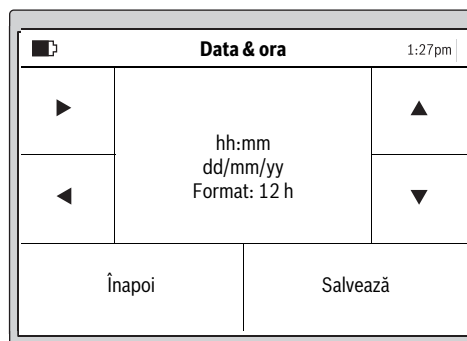 Data & ora
1:27pm
hh:mm
dd/mm/yy
Format: 12 h
Înapoi
Salvează